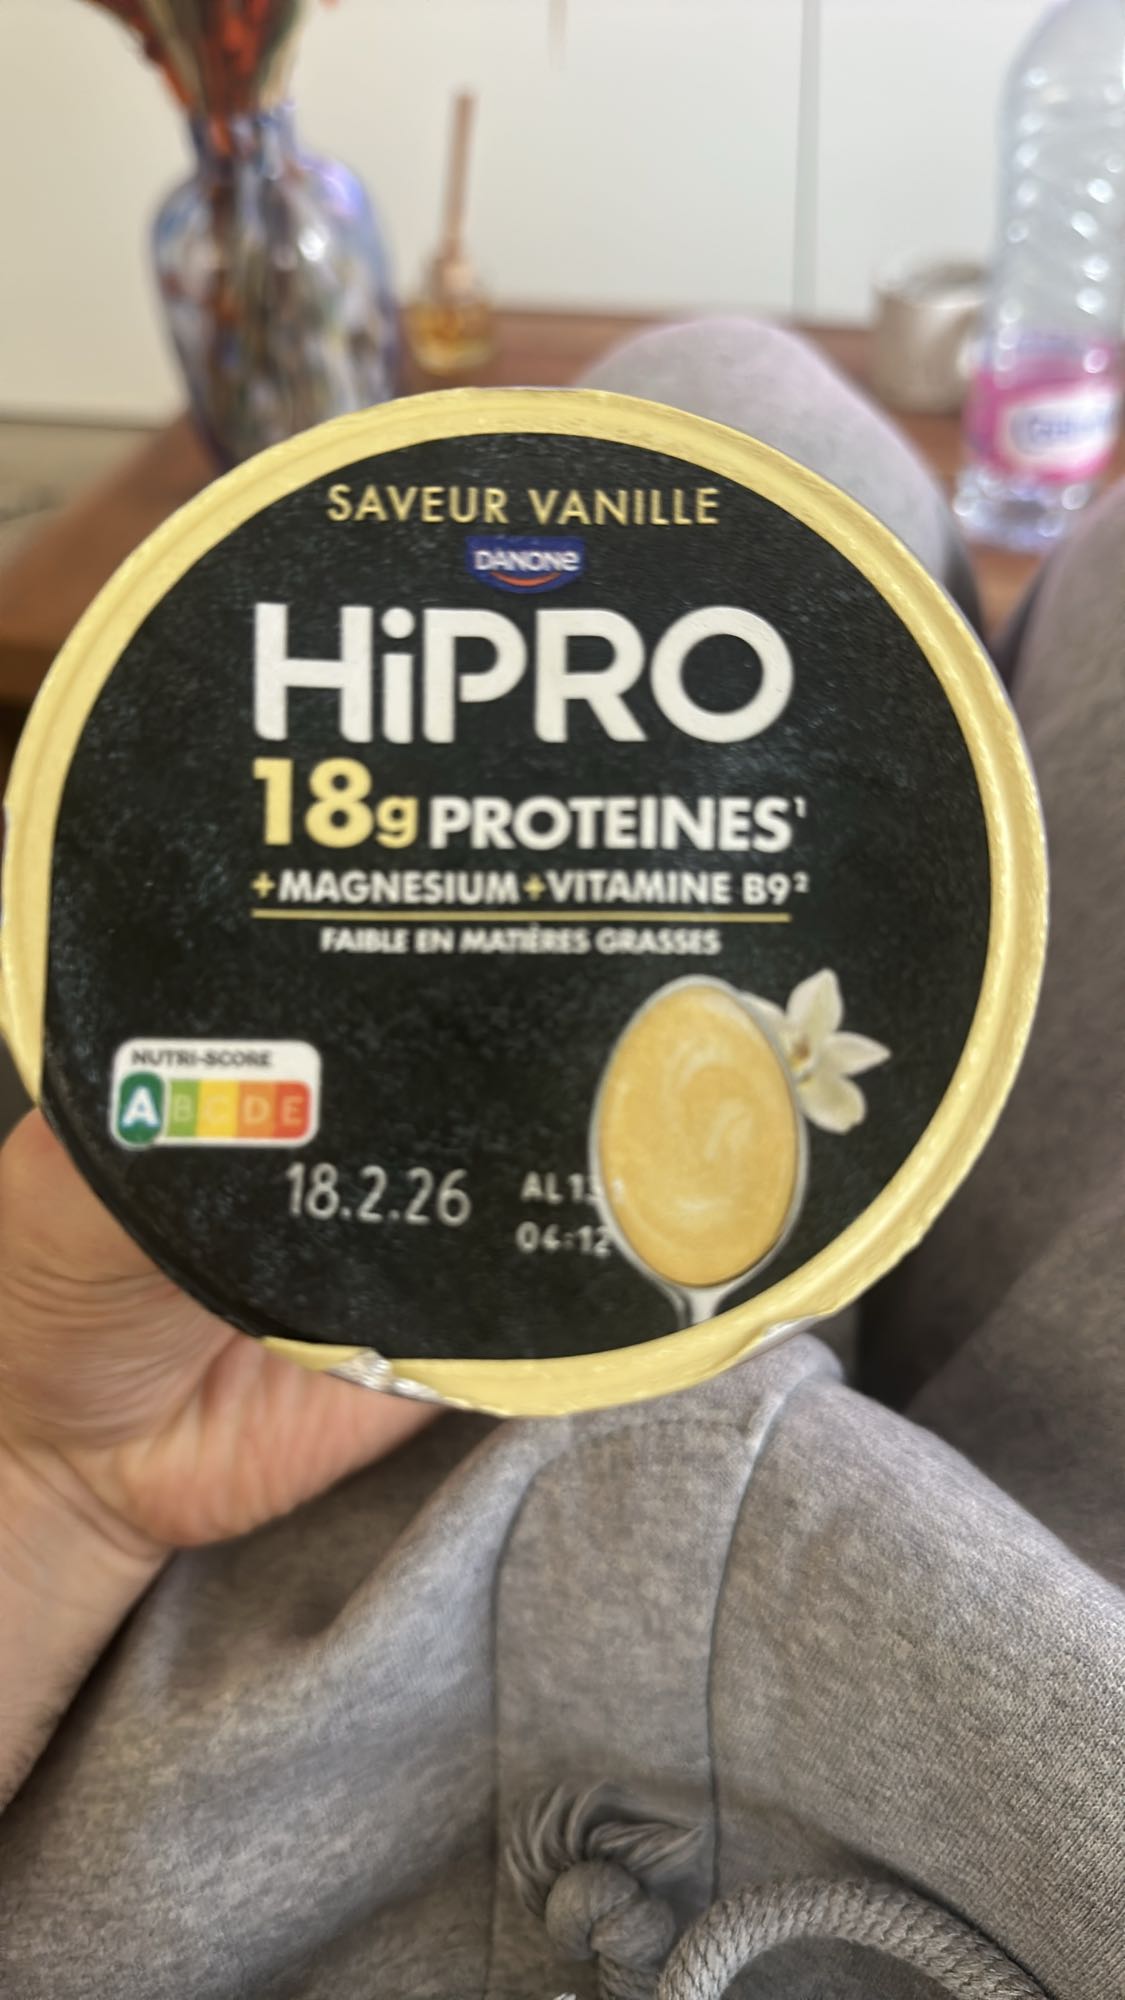 SAVEUR VANILLE
DANONE
HiPRO
18g PROTEINES¹
+MAGNESIUM+VITAMINE B9²
FAIBLE EN MATIÈRES GRASSES
NUTRI-SCORE
A B C D E
18.2.26
AL
04:12